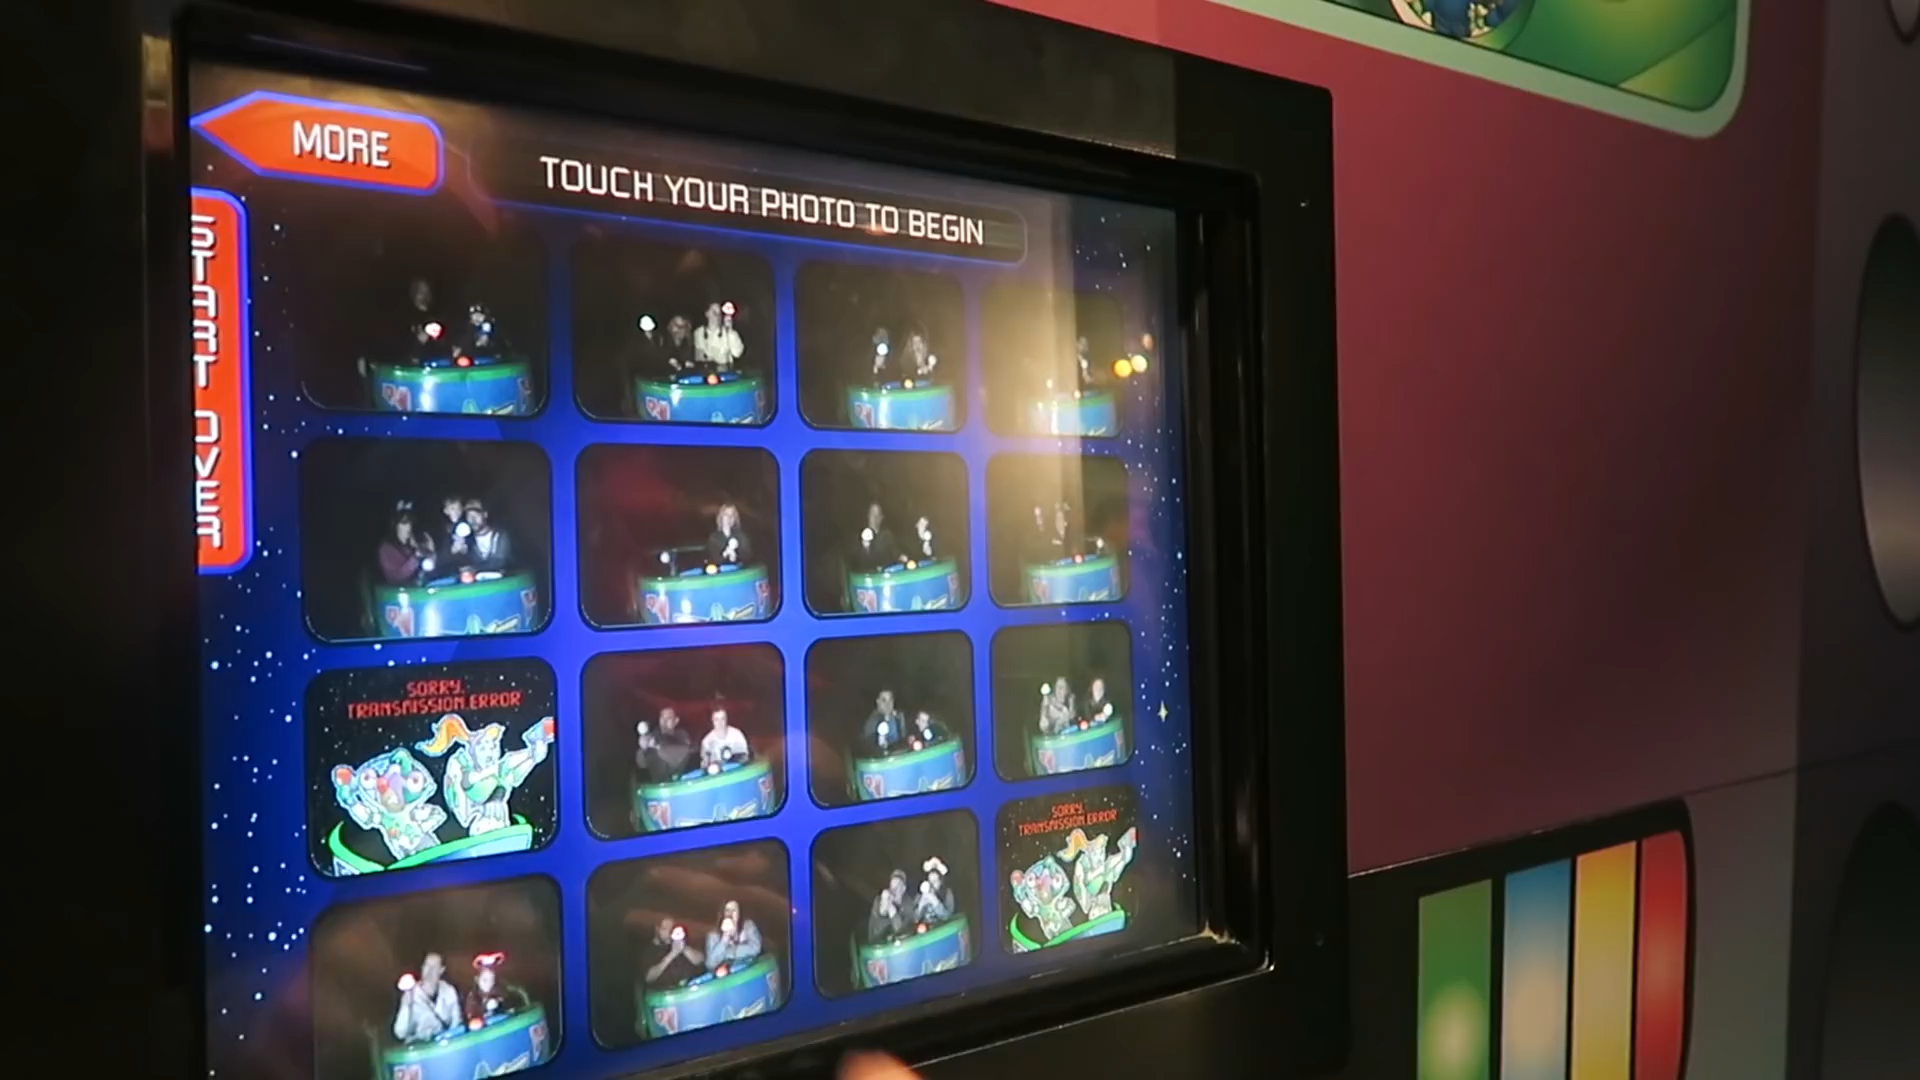 MORE
TOUCH YOUR PHOTO TO BEGIN
START OVER
SORRY,
TRANSMISSION ERROR
SORRY,
TRANSMISSION ERROR